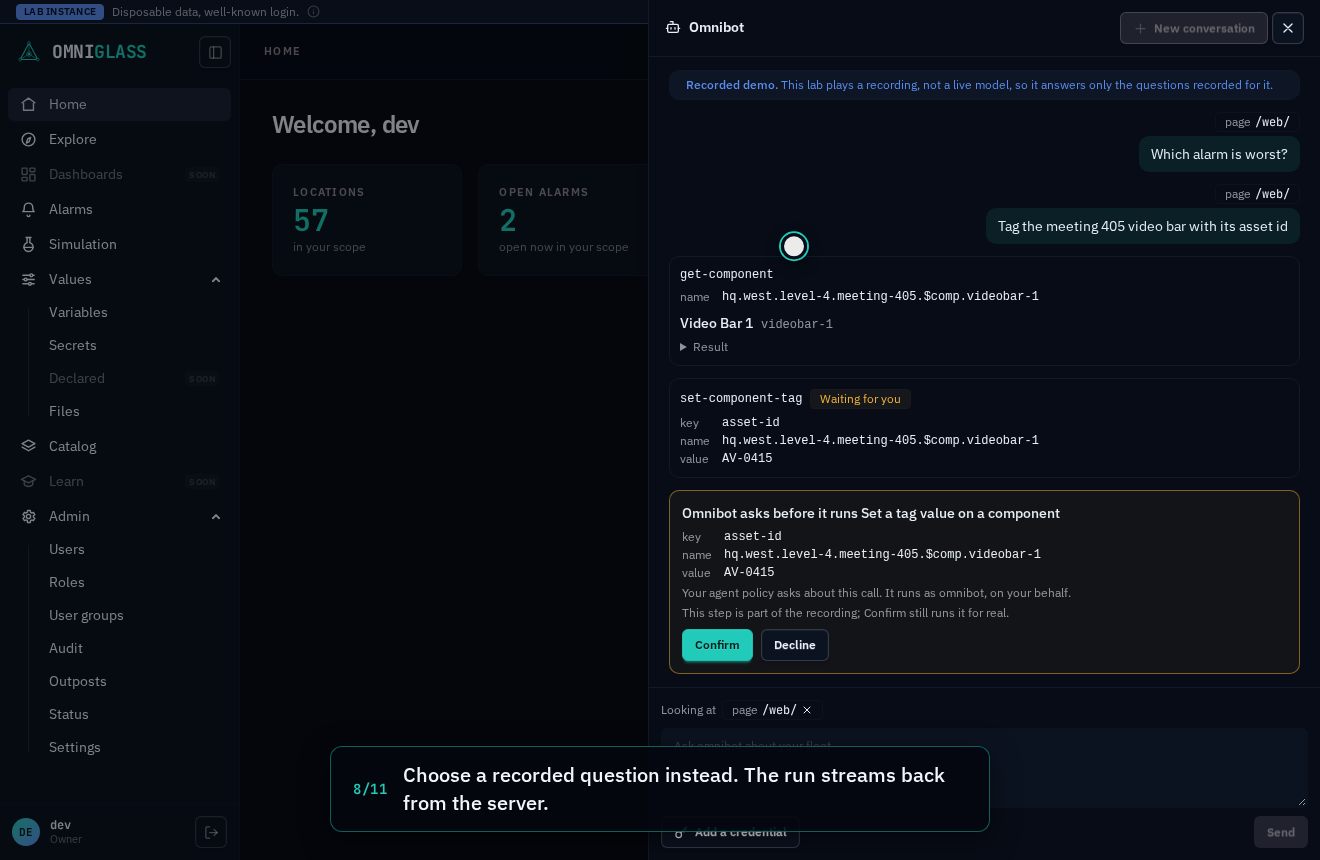 LAB INSTANCE Disposable data, well-known login.
OMNIGLASS
Home
Explore
Dashboards SOON
Alarms
Simulation
Values
Variables
Secrets
Declared SOON
Files
Catalog
Learn SOON
Admin
Users
Roles
User groups
Audit
Outposts
Status
Settings
DE dev
Owner
HOME
Welcome, dev
LOCATIONS
57
in your scope
OPEN ALARMS
2
open now in your scope
Omnibot
New conversation
Recorded demo. This lab plays a recording, not a live model, so it answers only the questions recorded for it.
page /web/
Which alarm is worst?
page /web/
Tag the meeting 405 video bar with its asset id
get-component
name hq.west.level-4.meeting-405.$comp.videobar-1
Video Bar 1 videobar-1
Result
set-component-tag Waiting for you
key asset-id
name hq.west.level-4.meeting-405.$comp.videobar-1
value AV-0415
Omnibot asks before it runs Set a tag value on a component
key asset-id
name hq.west.level-4.meeting-405.$comp.videobar-1
value AV-0415
Your agent policy asks about this call. It runs as omnibot, on your behalf.
This step is part of the recording; Confirm still runs it for real.
Confirm Decline
Looking at page /web/
Ask omnibot about your fleet
8/11 Choose a recorded question instead. The run streams back
from the server.
Add a credential
Send